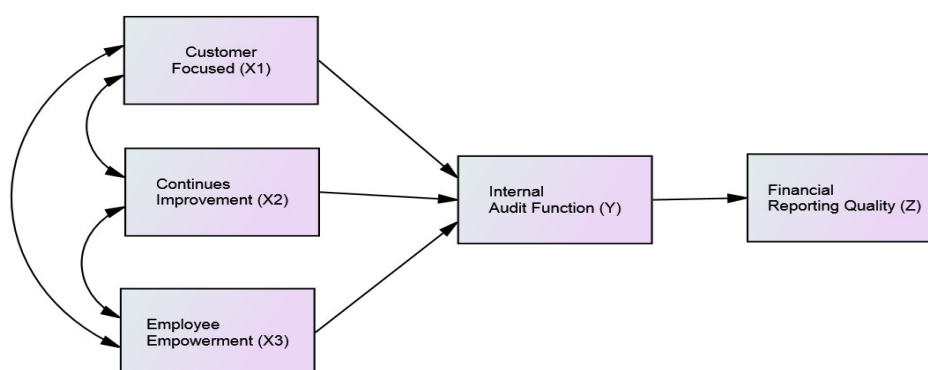 Customer
Focused (X1)
Continues
Improvement (X2)
Employee
Empowerment (X3)
Internal
Audit Function (Y)
Financial
Reporting Quality (Z)